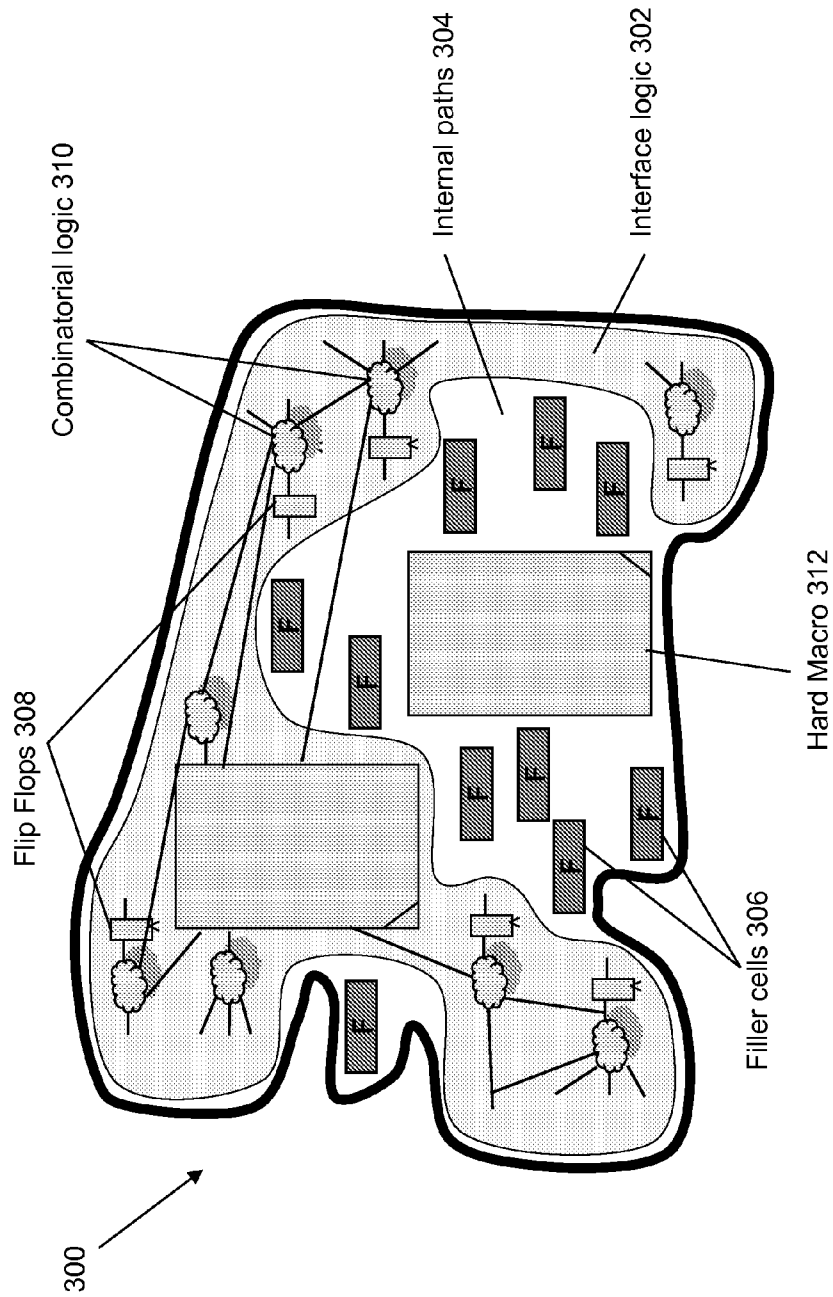 Flip Flops 308
Combinatorial logic 310
300
F
F
F
Internal paths 304
F
F
F
F
F
F
Interface logic 302
F
Filler cells 306
Hard Macro 312